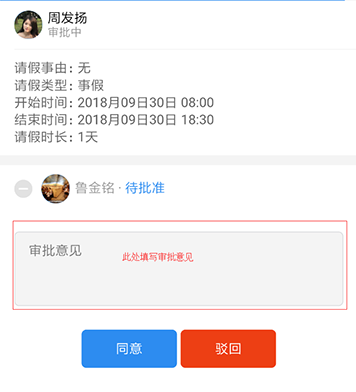 周发扬
审批中
请假事由: 无
请假类型: 事假
开始时间: 2018月09日30日 08:00
结束时间: 2018月09日30日 18:30
请假时长: 1天
鲁金铭 · 待批准
审批意见
此处填写审批意见
同意 驳回